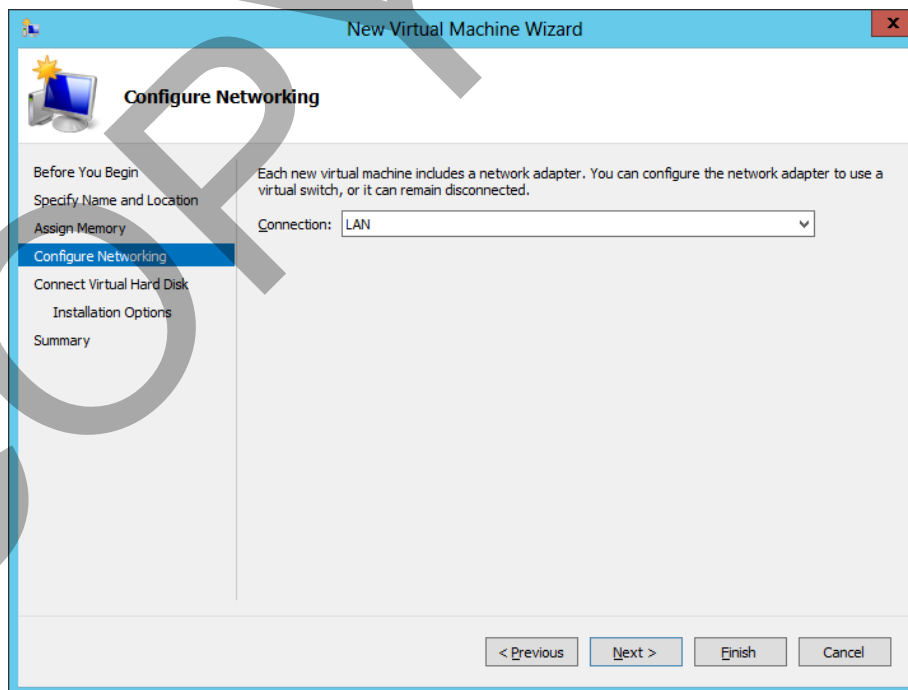 New Virtual Machine Wizard
x
Configure Networking
Before You Begin
Specify Name and Location
Assign Memory
Configure Networking
Connect Virtual Hard Disk
Installation Options
Summary
Each new virtual machine includes a network adapter. You can configure the network adapter to use a
virtual switch, or it can remain disconnected.
Connection: LAN
< Previous Next > Finish Cancel
COPY